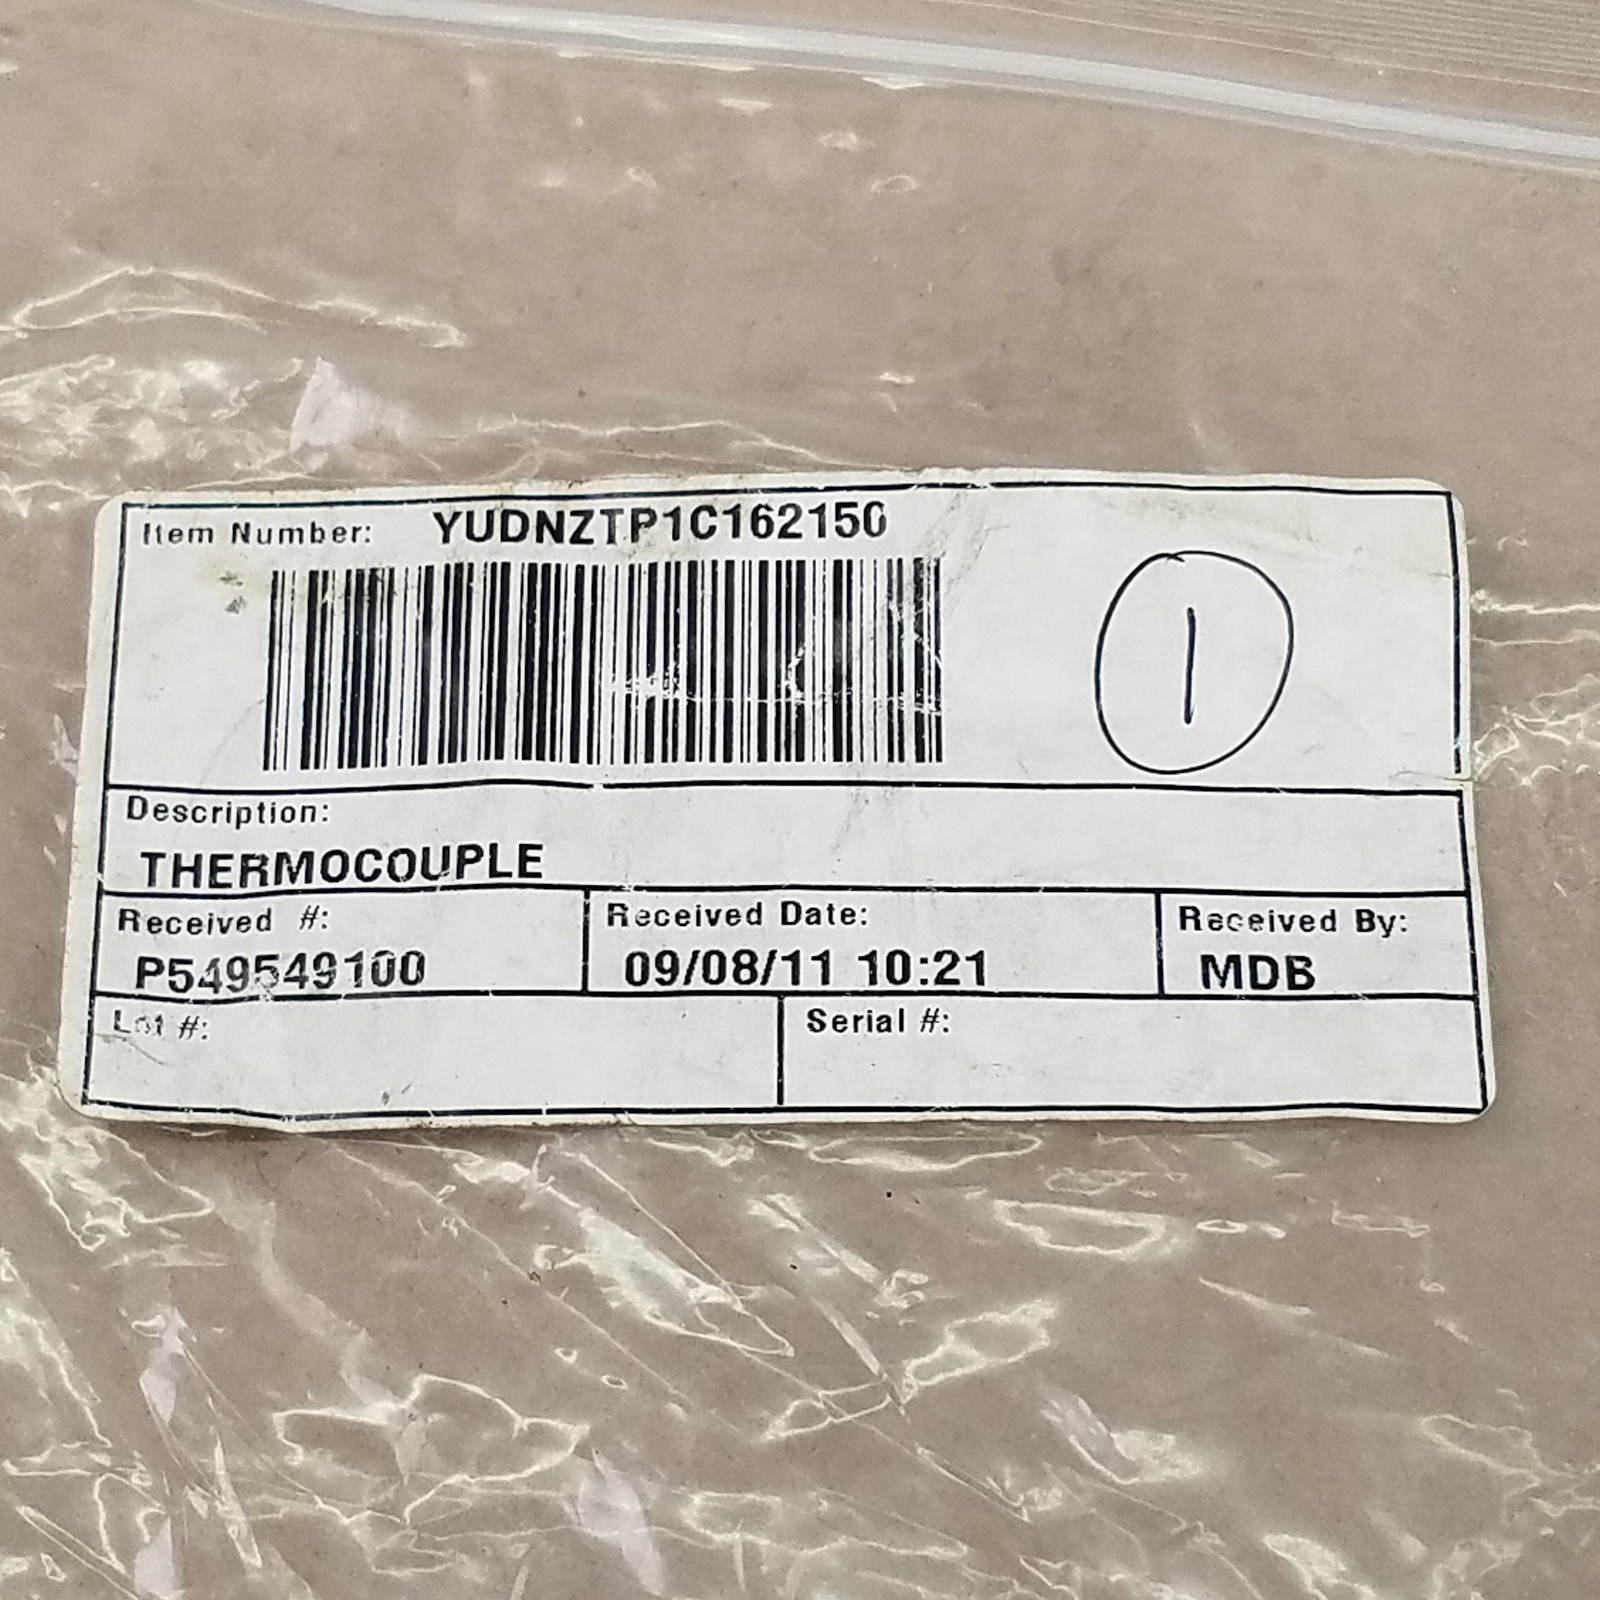 Item Number: YUDNZTP1C162150
1
Description:
THERMOCOUPLE
Received #: Received Date: Received By:
P549549100 09/08/11 10:21 MDB
Lot #: Serial #: